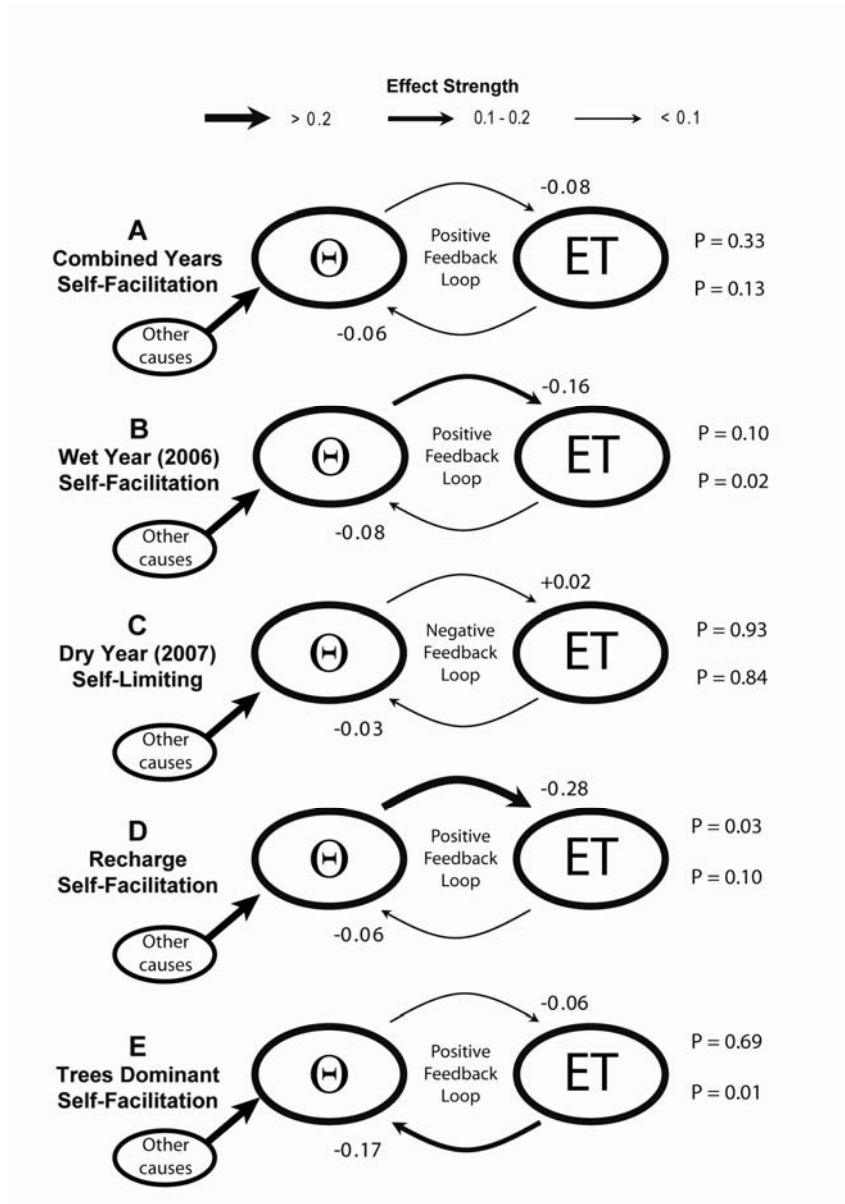 Effect Strength
> 0.2
0.1 - 0.2
< 0.1
A
Combined Years
Self-Facilitation
Other
causes
Θ
Positive
Feedback
Loop
ET
-0.08
-0.06
P = 0.33
P = 0.13
B
Wet Year (2006)
Self-Facilitation
Other
causes
Θ
Positive
Feedback
Loop
ET
-0.16
-0.08
P = 0.10
P = 0.02
C
Dry Year (2007)
Self-Limiting
Other
causes
Θ
Negative
Feedback
Loop
ET
+0.02
-0.03
P = 0.93
P = 0.84
D
Recharge
Self-Facilitation
Other
causes
Θ
Positive
Feedback
Loop
ET
-0.28
-0.06
P = 0.03
P = 0.10
E
Trees Dominant
Self-Facilitation
Other
causes
Θ
Positive
Feedback
Loop
ET
-0.06
-0.17
P = 0.69
P = 0.01